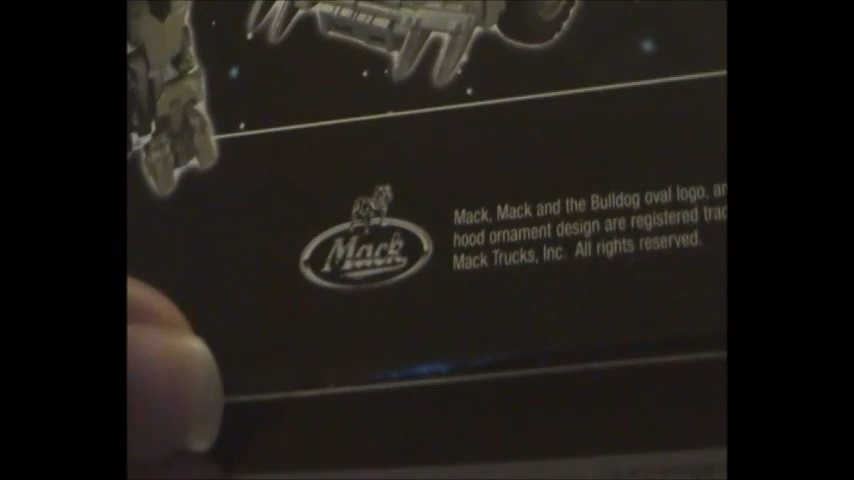 Mack
Mack, Mack and the Bulldog oval logo, an
hood ornament design are registered trad
Mack Trucks, Inc. All rights reserved.